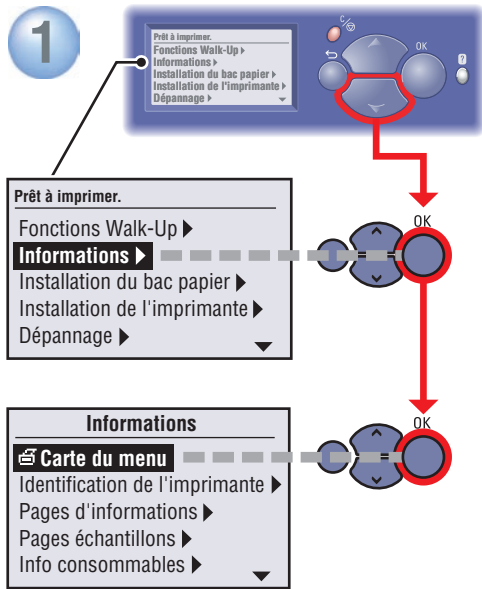 1
Prêt à imprimer.
Fonctions Walk-Up
Informations
Installation du bac papier
Installation de l'imprimante
Dépannage
C/
OK
?
Prêt à imprimer.
Fonctions Walk-Up
Informations
Installation du bac papier
Installation de l'imprimante
Dépannage
OK
Informations
Carte du menu
Identification de l'imprimante
Pages d'informations
Pages échantillons
Info consommables
OK